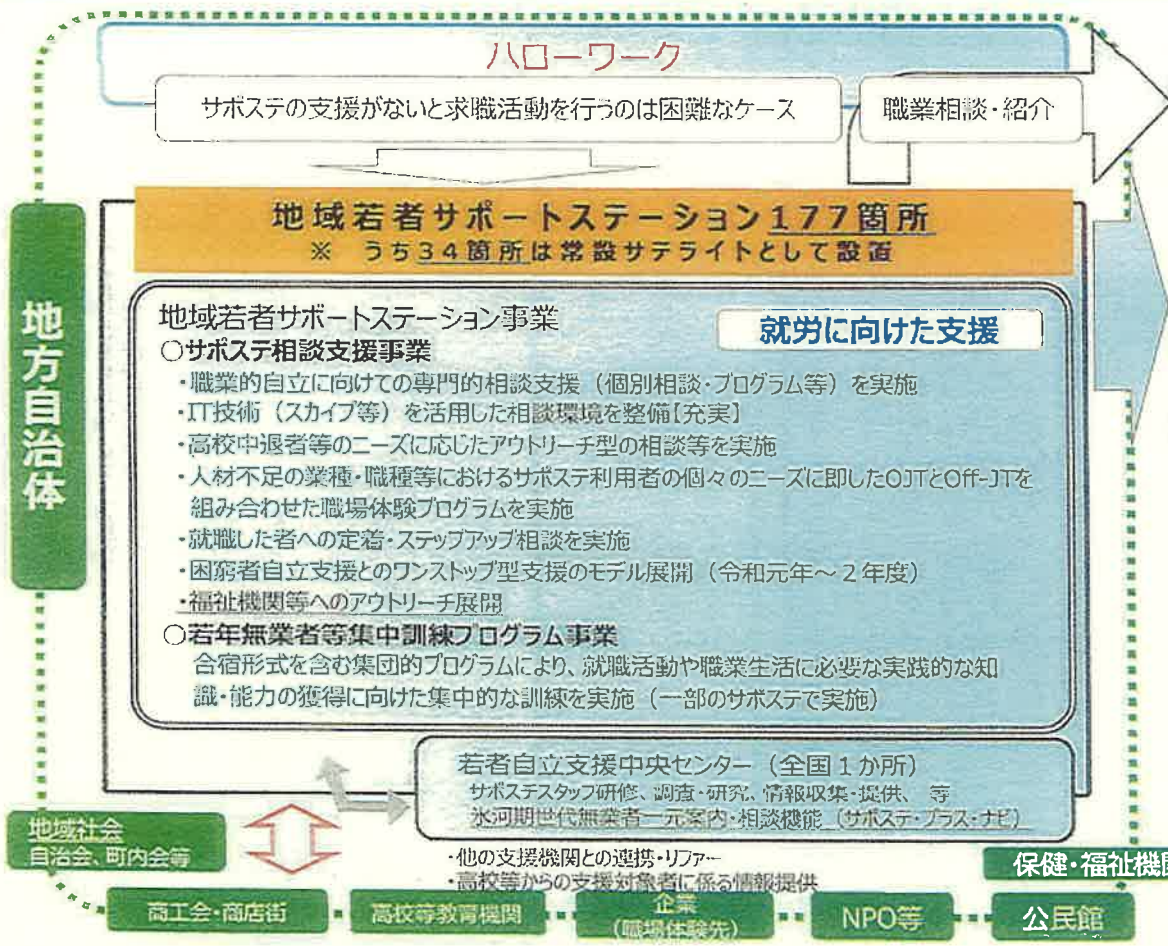 ハローワーク
サポステの支援がないと求職活動を行うのは困難なケース
職業相談・紹介
地域若者サポートステーション177箇所
※　うち34箇所は常設サテライトとして設置
地方自治体
地域若者サポートステーション事業
就労に向けた支援
○サポステ相談支援事業
・職業的自立に向けての専門的相談支援（個別相談・プログラム等）を実施
・IT技術（スカイプ等）を活用した相談環境を整備【充実】
・高校中退者等のニーズに応じたアウトリーチ型の相談等を実施
・人材不足の業種・職種等におけるサポステ利用者の個々のニーズに即したOJTとOff-JTを
組み合わせた職場体験プログラムを実施
・就職した者への定着・ステップアップ相談を実施
・困窮者自立支援とのワンストップ型支援のモデル展開（令和元年～２年度）
・福祉機関等へのアウトリーチ展開
○若年無業者等集中訓練プログラム事業
合宿形式を含む集団的プログラムにより、就職活動や職業生活に必要な実践的な知
識・能力の獲得に向けた集中的な訓練を実施（一部のサポステで実施）
若者自立支援中央センター（全国１か所）
サポステスタッフ研修、調査・研究、情報収集・提供、 等
氷河期世代無業者一元案内・相談機能（サポステ・プラス・ナビ）
地域社会
自治会、町内会等
・他の支援機関との連携・リファー
・高校等からの支援対象者に係る情報提供
保健・福祉機関
商工会・商店街
高校等教育機関
企業
（職場体験先）
NPO等
公民館